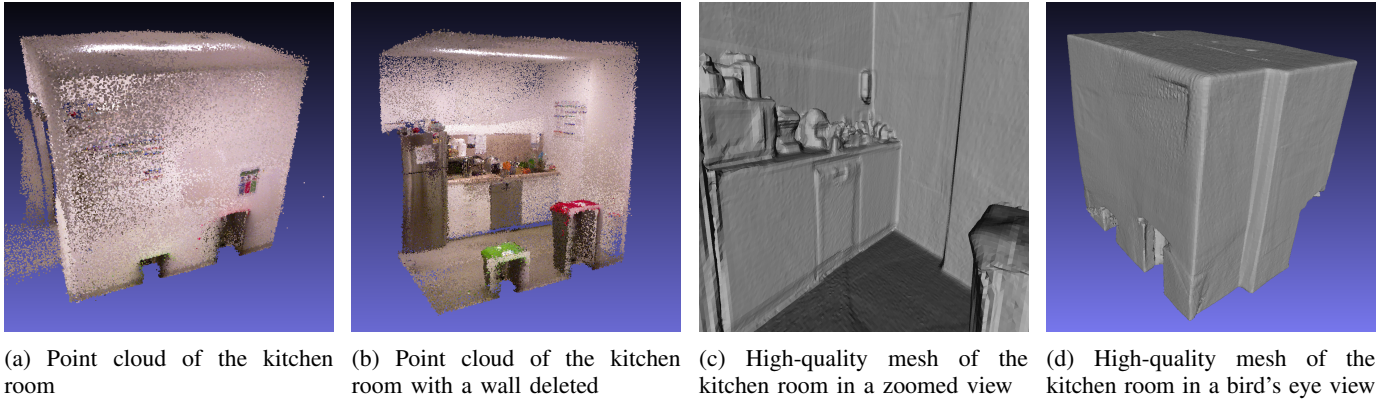 (a) Point cloud of the kitchen
room
(b) Point cloud of the kitchen
room with a wall deleted
(c) High-quality mesh of the
kitchen room in a zoomed view
(d) High-quality mesh of the
kitchen room in a bird's eye view